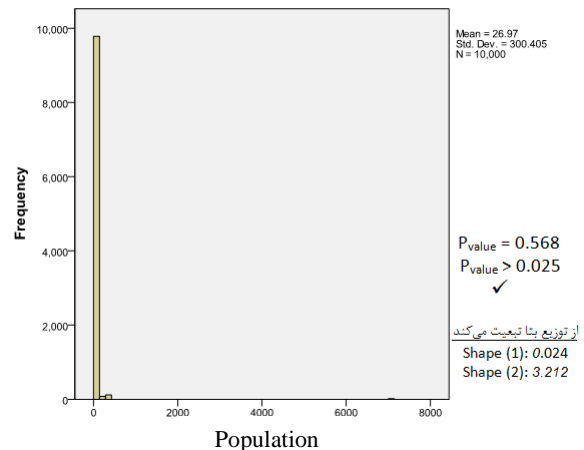 10,000
8,000
6,000
4,000
2,000
0
Frequency
0 2000 4000 6000 8000
Population
Mean = 26.97
Std. Dev. = 300.405
N = 10,000
Pvalue = 0.568
Pvalue > 0.025
✓
از توزیع بتا تبعیت می‌کند
Shape (1): 0.024
Shape (2): 3.212